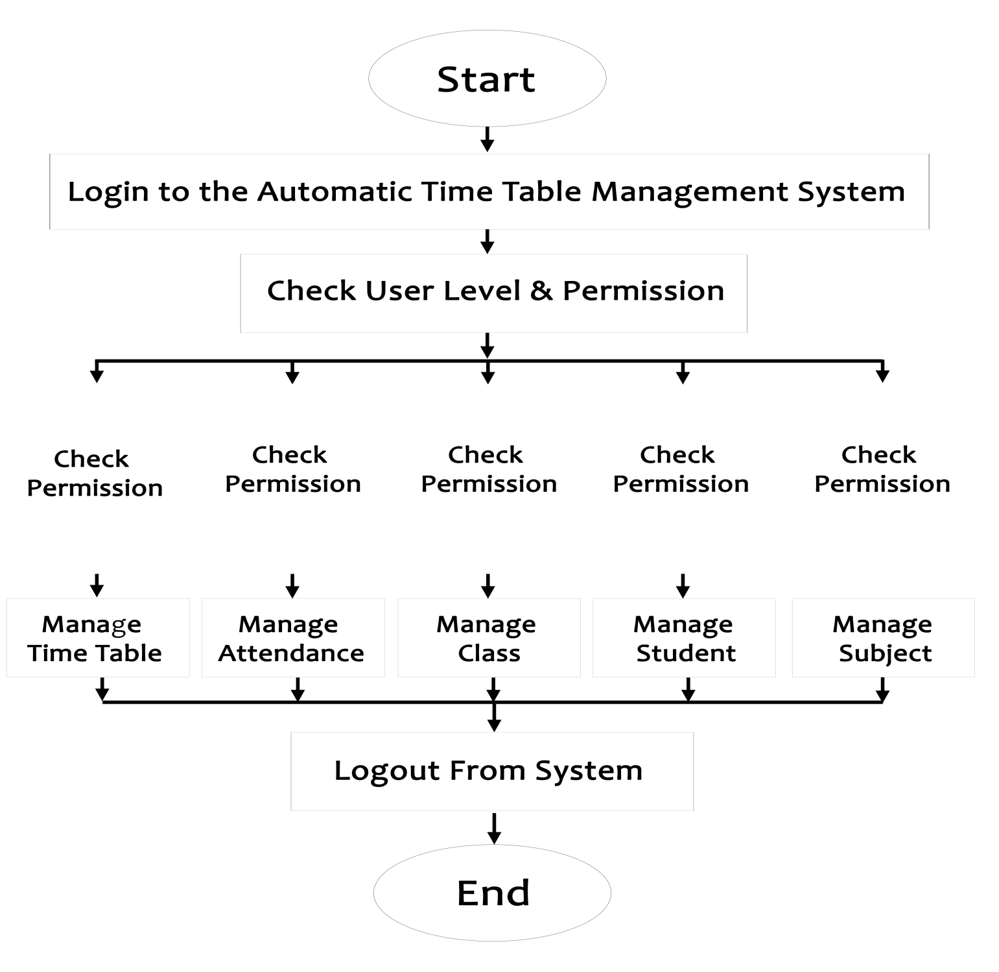 Start
Login to the Automatic Time Table Management System
Check User Level & Permission
Check
Permission
Check
Permission
Check
Permission
Check
Permission
Check
Permission
Manage
Time Table
Manage
Attendance
Manage
Class
Manage
Student
Manage
Subject
Logout From System
End